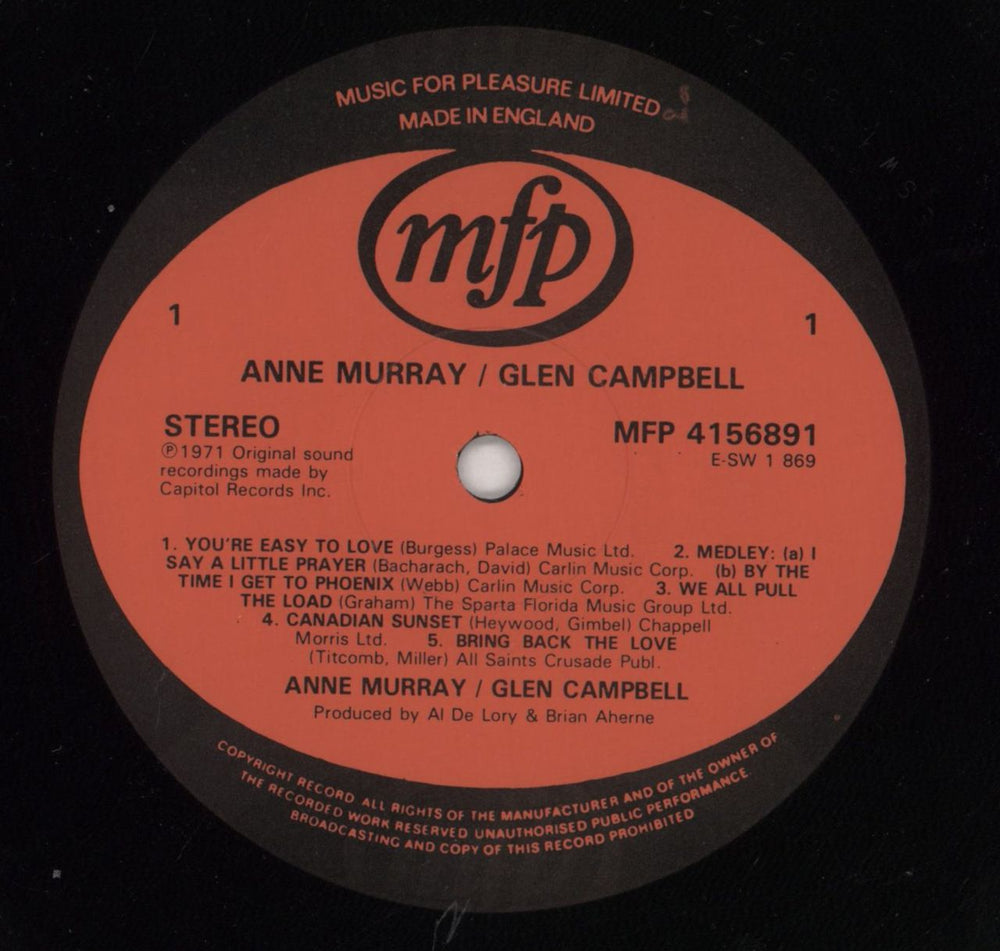 MUSIC FOR PLEASURE LIMITED
MADE IN ENGLAND
mfp
1
1
ANNE MURRAY / GLEN CAMPBELL
STEREO
MFP 4156891
℗1971 Original sound
E-SW 1 869
recordings made by
Capitol Records Inc.
1. YOU'RE EASY TO LOVE (Burgess) Palace Music Ltd. 2. MEDLEY: (a) I
SAY A LITTLE PRAYER (Bacharach, David) Carlin Music Corp. (b) BY THE
TIME I GET TO PHOENIX (Webb) Carlin Music Corp. 3. WE ALL PULL
THE LOAD (Graham) The Sparta Florida Music Group Ltd.
4. CANADIAN SUNSET (Heywood, Gimbel) Chappell
Morris Ltd. 5. BRING BACK THE LOVE
(Titcomb, Miller) All Saints Crusade Publ.
ANNE MURRAY / GLEN CAMPBELL
Produced by Al De Lory & Brian Aherne
COPYRIGHT RECORD ALL RIGHTS OF THE MANUFACTURER AND OF THE OWNER OF
THE RECORDED WORK RESERVED UNAUTHORISED PUBLIC PERFORMANCE
BROADCASTING AND COPY OF THIS RECORD PROHIBITED